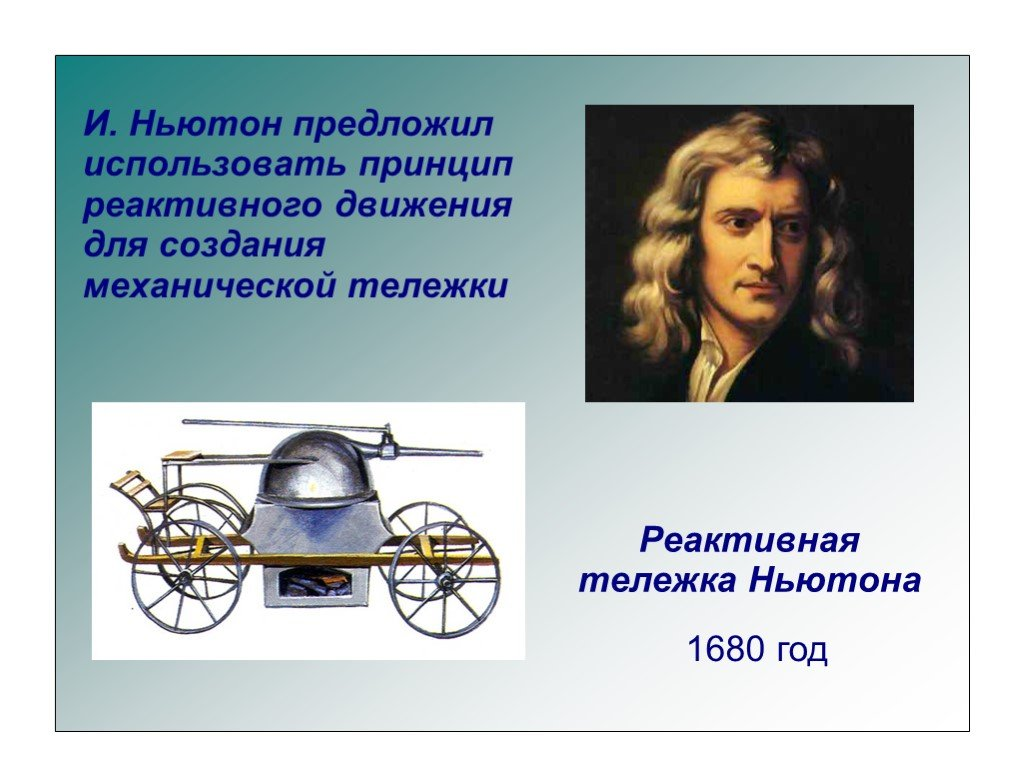 И. Ньютон предложил
использовать принцип
реактивного движения
для создания
механической тележки
Реактивная
тележка Ньютона
1680 год